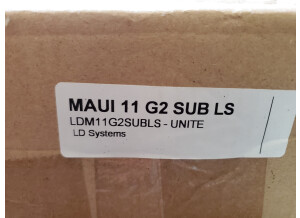 MAUI 11 G2 SUB LS
LDM11G2SUBLS - UNITE
LD Systems